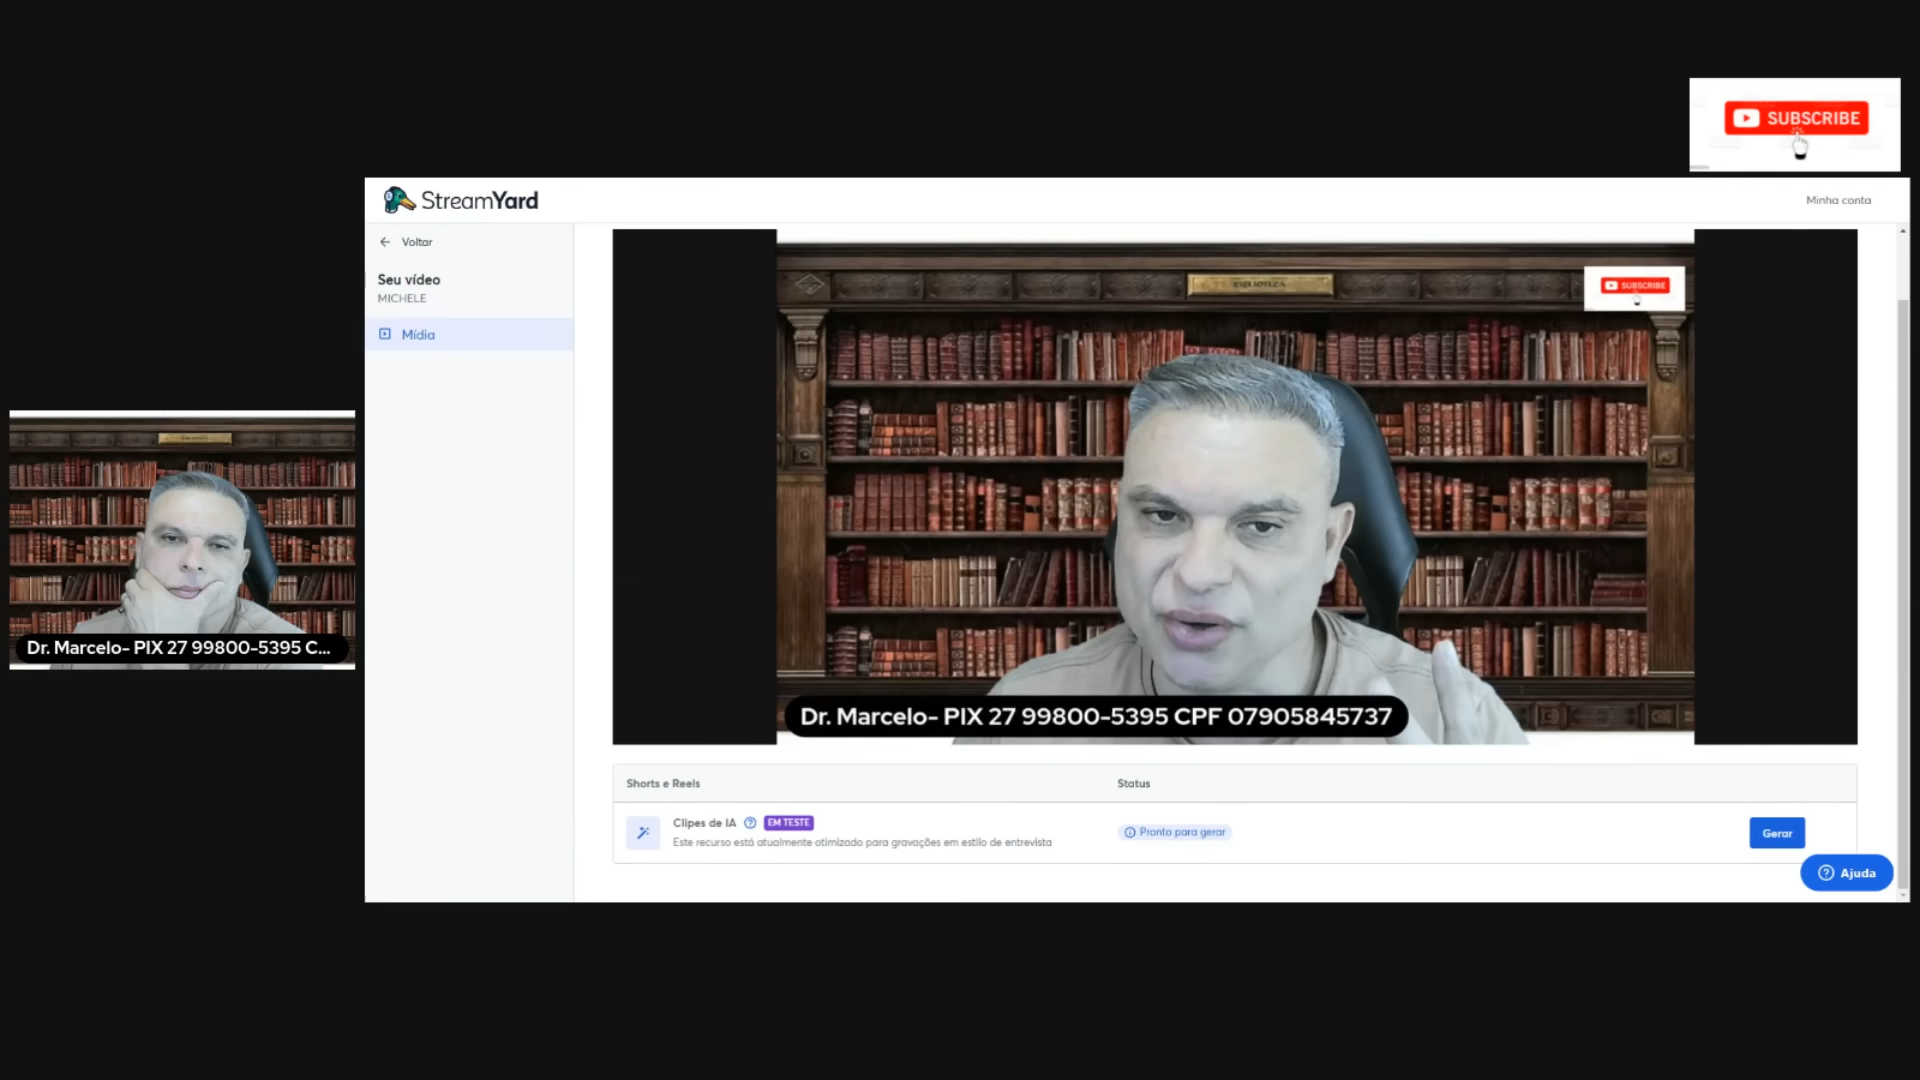 SUBSCRIBE
StreamYard
Minha conta
Voltar
Seu vídeo
MICHELE
Mídia
BIBLIOTECA
SUBSCRIBE
Dr. Marcelo- PIX 27 99800-5395 C...
Dr. Marcelo- PIX 27 99800-5395 CPF 07905845737
Shorts e Reels Status
Clipes de IA EM TESTE
Este recurso está atualmente otimizado para gravações em estilo de entrevista
Pronto para gerar
Gerar
Ajuda